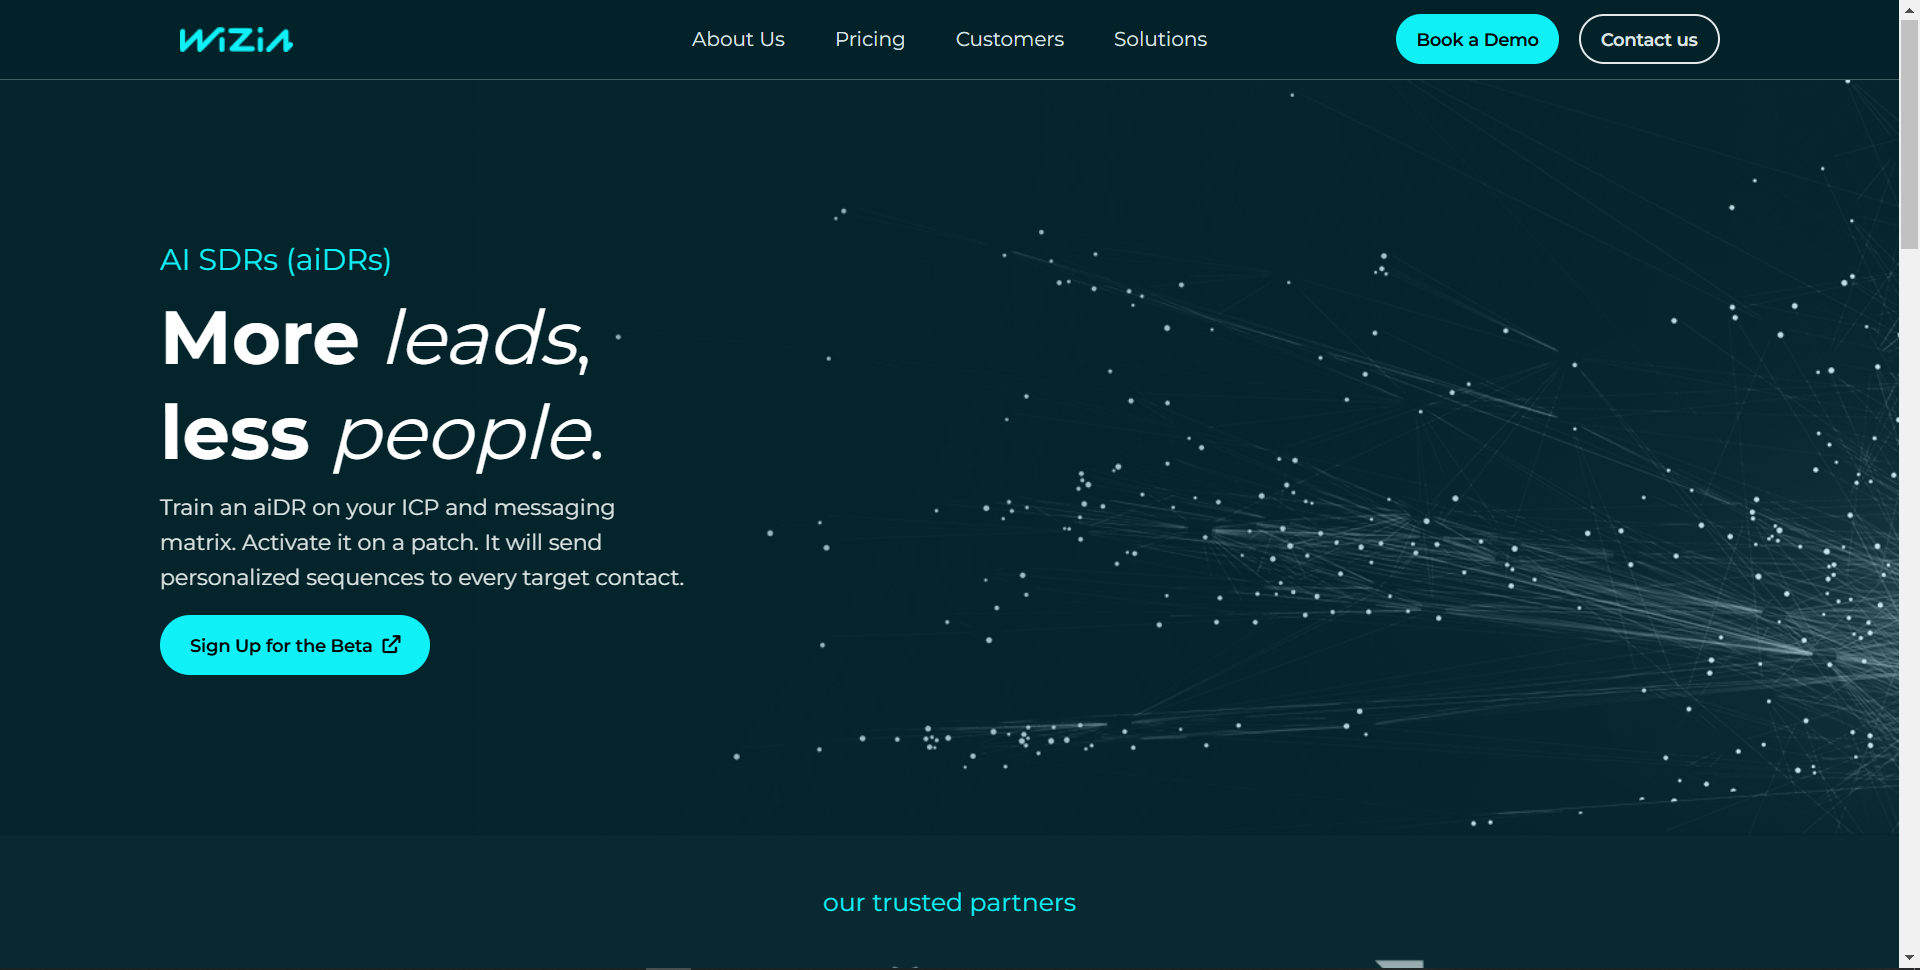 WiZiA
About Us
Pricing
Customers
Solutions
Book a Demo
Contact us
AI SDRs (aiDRs)
More leads,
less people.
Train an aiDR on your ICP and messaging
matrix. Activate it on a patch. It will send
personalized sequences to every target contact.
Sign Up for the Beta
our trusted partners